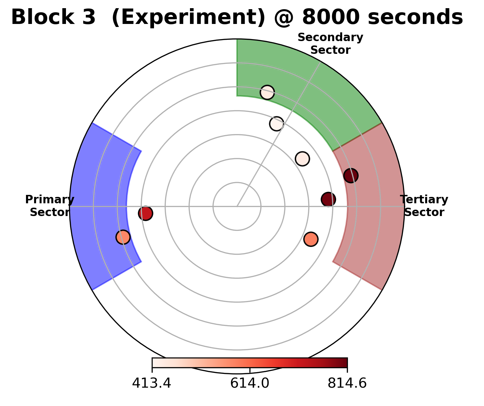 Block 3  (Experiment) @ 8000 seconds
Secondary
Sector
Primary
Sector
Tertiary
Sector
413.4
614.0
814.6